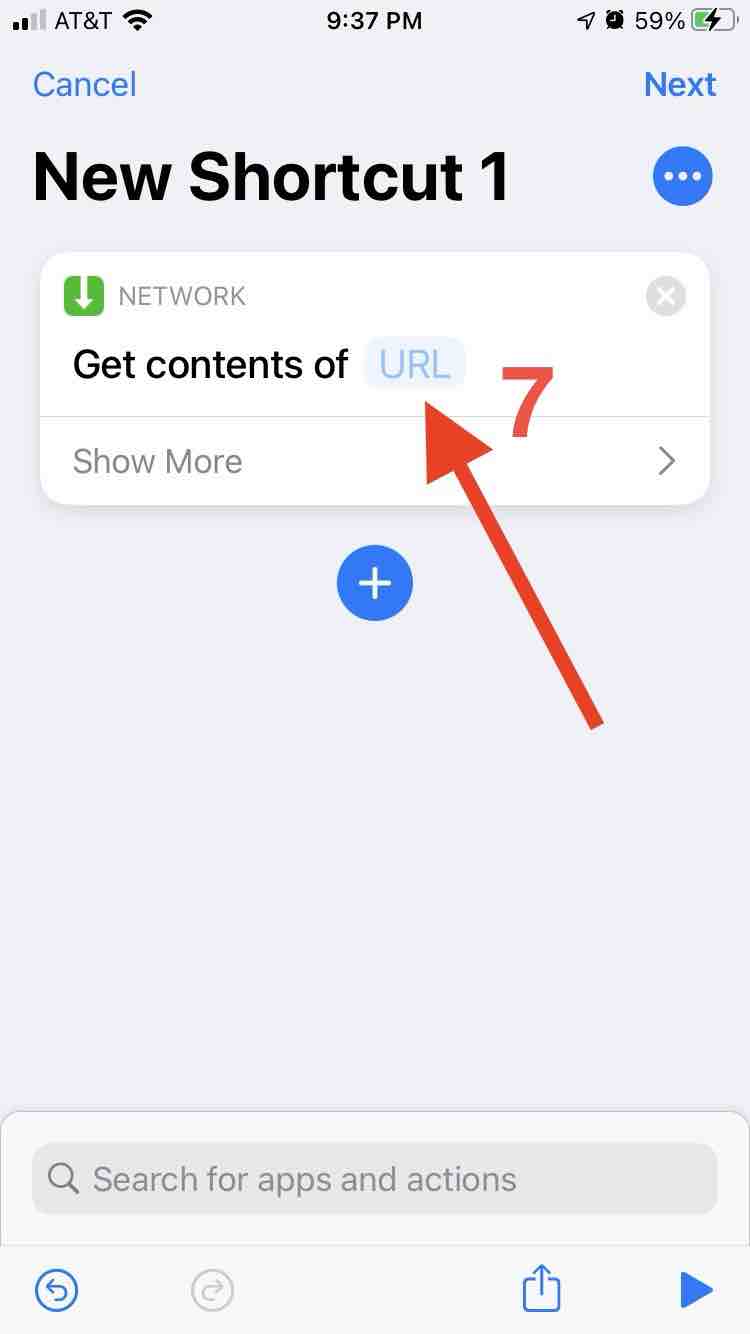 AT&T 9:37 PM 59%
Cancel Next
New Shortcut 1
NETWORK
Get contents of URL
7
Show More
Search for apps and actions